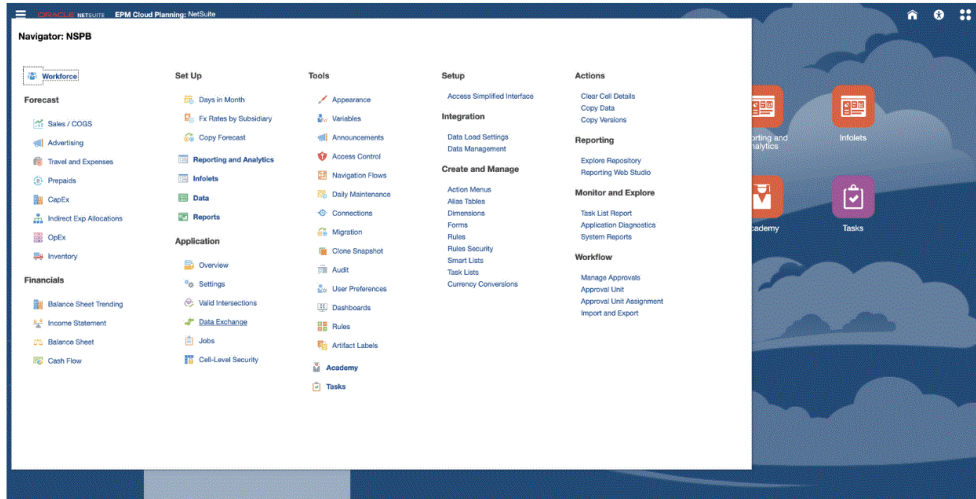 ORACLE NETSUITE EPM Cloud Planning: NetSuite
Navigator: NSPB
Workforce
Forecast
Sales / COGS
Advertising
Travel and Expenses
Prepaids
CapEx
Indirect Exp Allocations
OpEx
Inventory
Financials
Balance Sheet Trending
Income Statement
Balance Sheet
Cash Flow
Set Up
Days in Month
Fx Rates by Subsidiary
Copy Forecast
Reporting and Analytics
Infolets
Data
Reports
Application
Overview
Settings
Valid Intersections
Data Exchange
Jobs
Cell-Level Security
Tools
Appearance
Variables
Announcements
Access Control
Navigation Flows
Daily Maintenance
Connections
Migration
Clone Snapshot
Audit
User Preferences
Dashboards
Rules
Artifact Labels
Academy
Tasks
Setup
Access Simplified Interface
Integration
Data Load Settings
Data Management
Create and Manage
Action Menus
Alias Tables
Dimensions
Forms
Rules
Rules Security
Smart Lists
Task Lists
Currency Conversions
Actions
Clear Cell Details
Copy Data
Copy Versions
Reporting
Explore Repository
Reporting Web Studio
Monitor and Explore
Task List Report
Application Diagnostics
System Reports
Workflow
Manage Approvals
Approval Unit
Approval Unit Assignment
Import and Export
orting and
nalytics
Infolets
cademy
Tasks